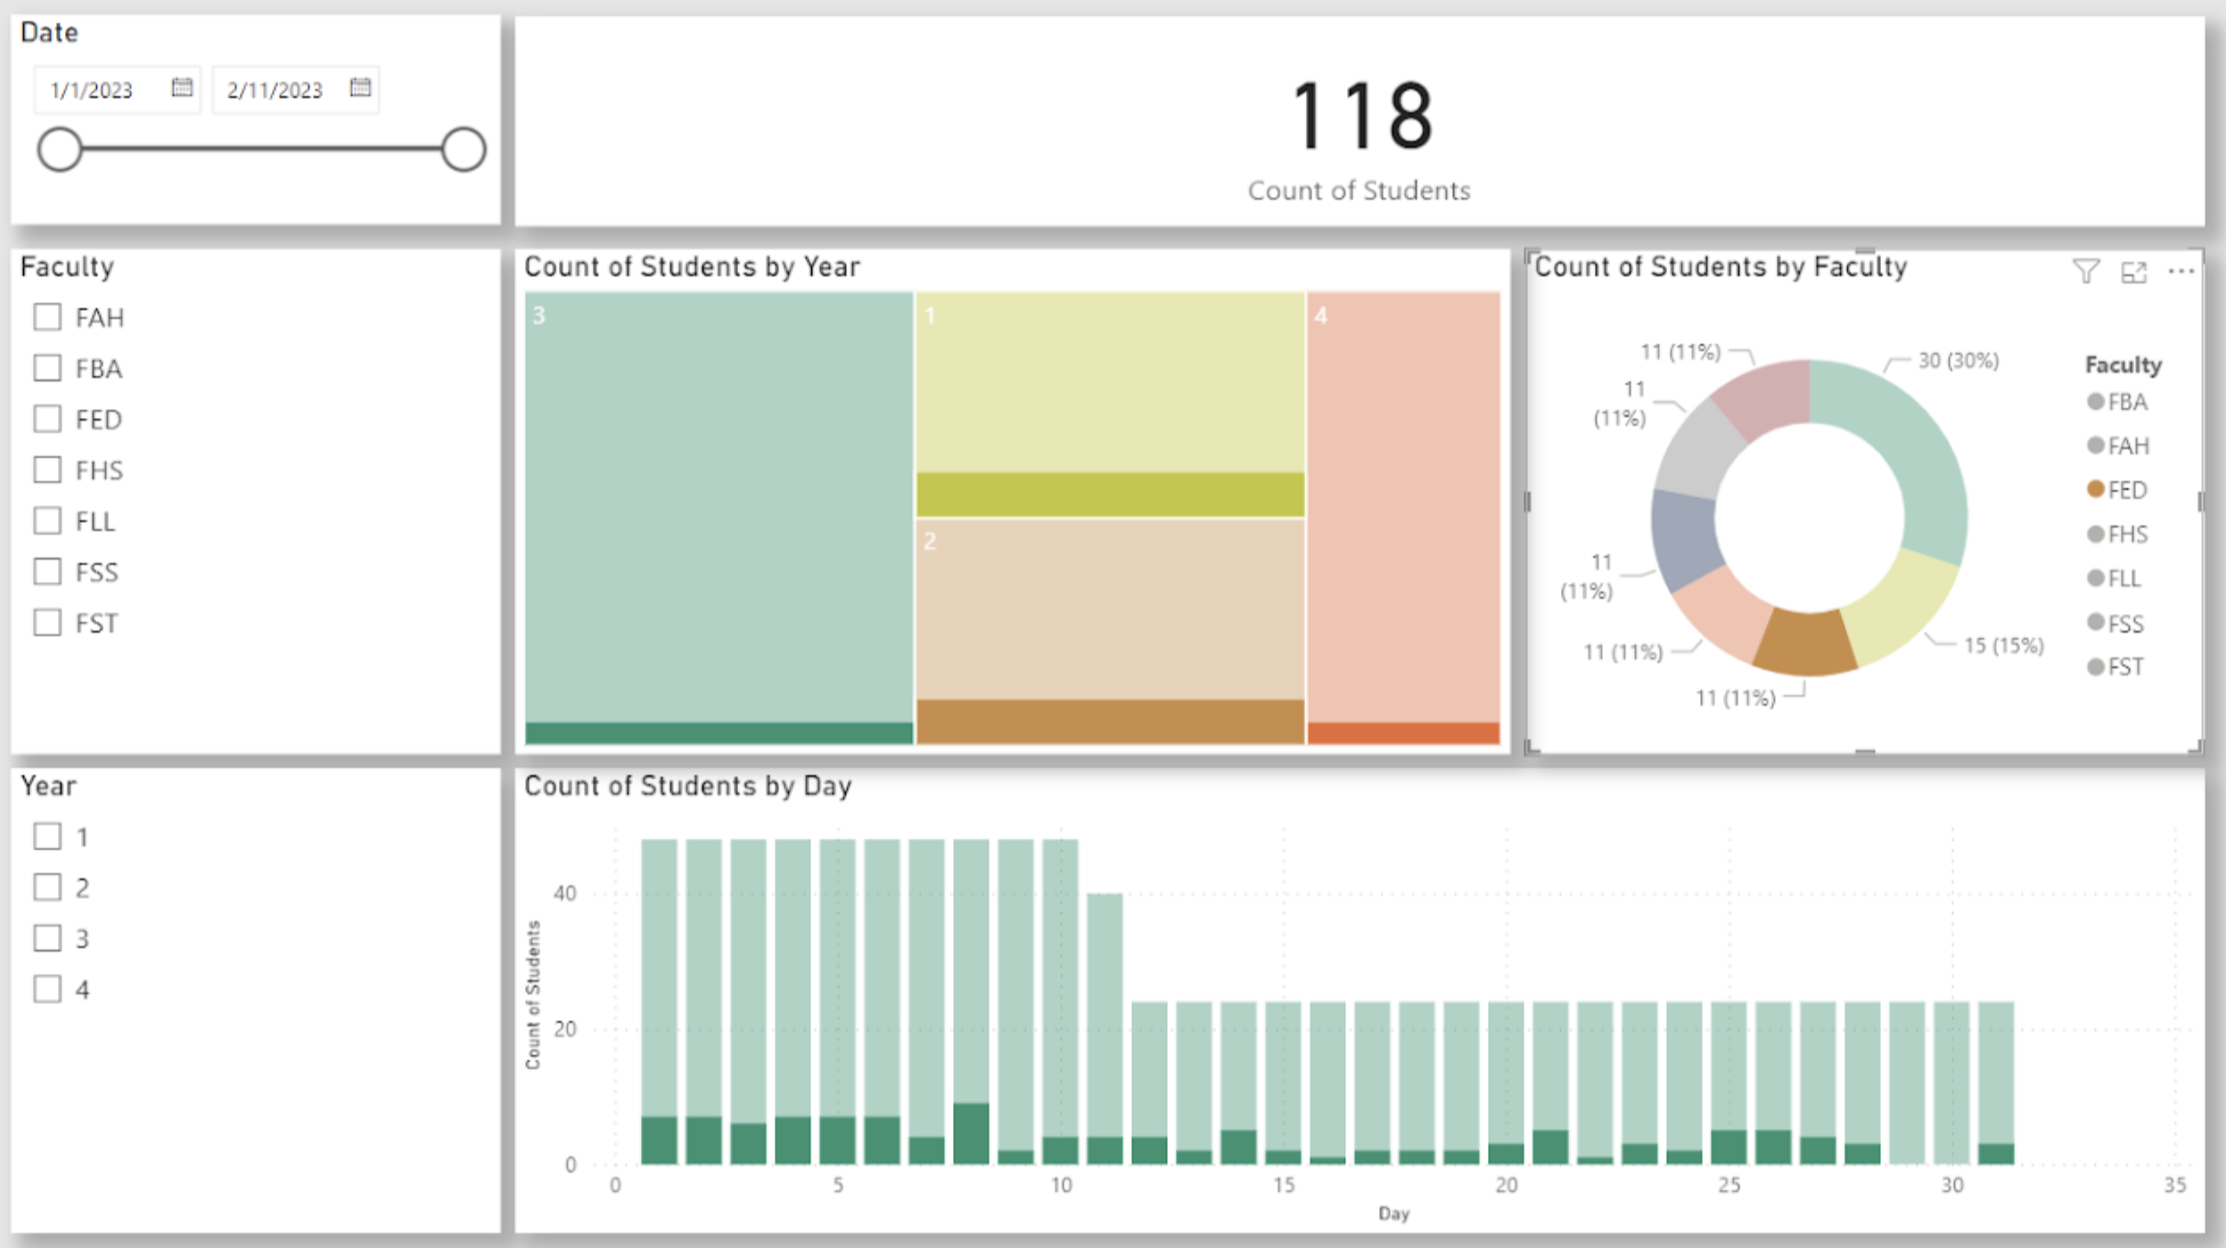 Date
1/1/2023 2/11/2023
118
Count of Students
Faculty
FAH
FBA
FED
FHS
FLL
FSS
FST
Count of Students by Year
3 1 4
2
Count of Students by Faculty
11 (11%) 30 (30%)
11
(11%)
11
(11%)
11 (11%) 15 (15%)
11 (11%)
Faculty
FBA
FAH
FED
FHS
FLL
FSS
FST
Year
1
2
3
4
Count of Students by Day
Count of Students
40
20
0
0 5 10 15 20 25 30 35
Day